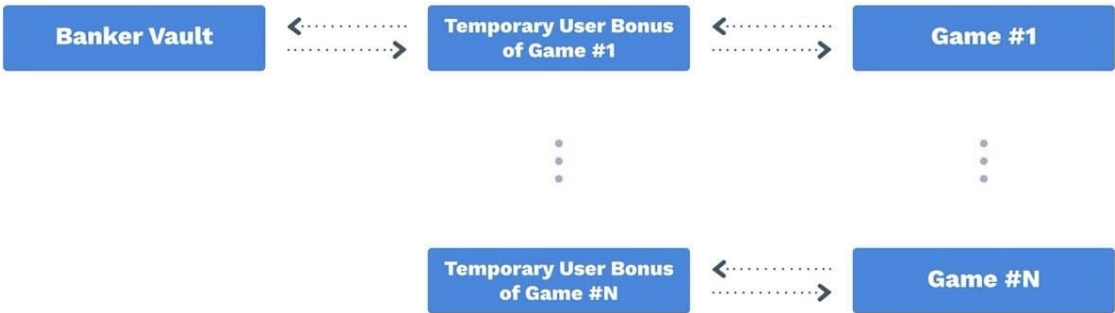 Banker Vault
Temporary User Bonus
of Game #1
Game #1
Temporary User Bonus
of Game #N
Game #N